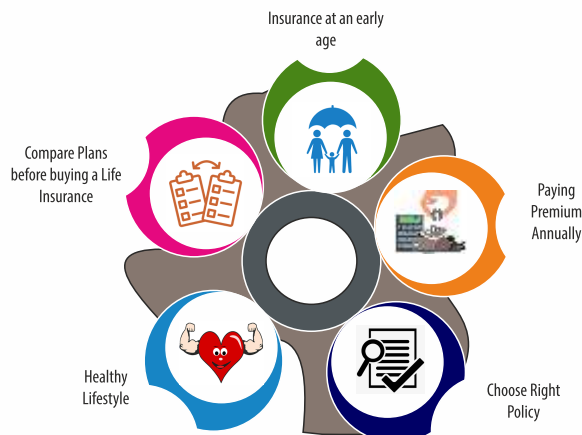 Insurance at an early
age
Compare Plans
before buying a Life
Insurance
Paying
Premium
Annually
Healthy
Lifestyle
Choose Right
Policy